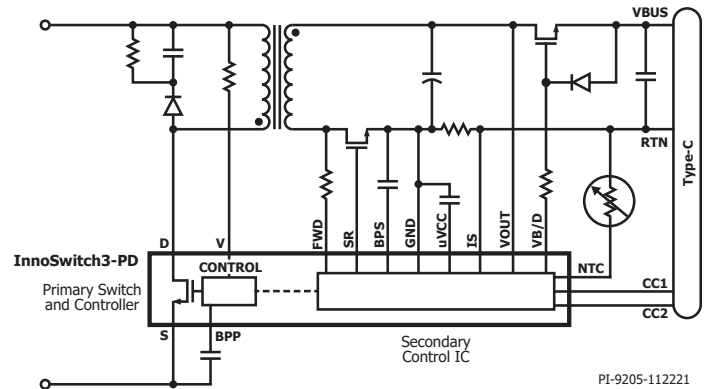 VBUS
RTN
Type-C
FWD
SR
BPS
GND
uVCC
IS
VOUT
VB/D
D
V
InnoSwitch3-PD
CONTROL
NTC
Primary Switch
and Controller
CC1
CC2
S
BPP
Secondary
Control IC
PI-9205-112221